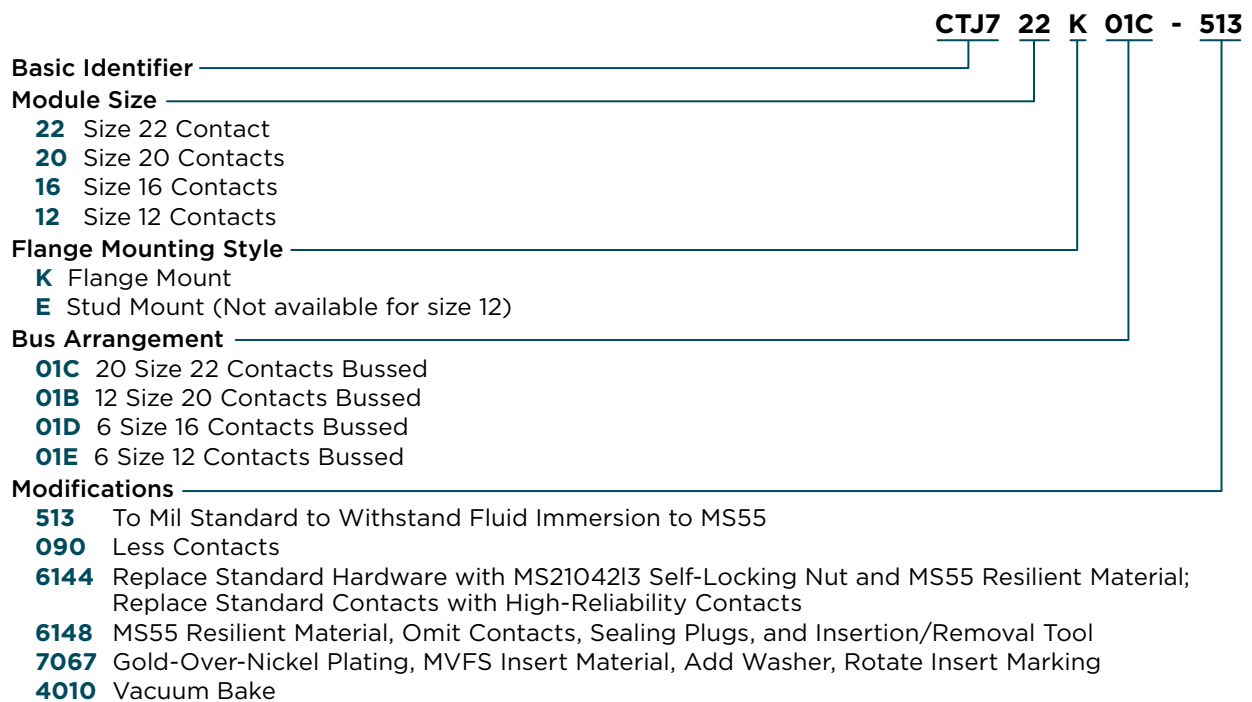 CTJ7 22 K 01C - 513
Basic Identifier
Module Size
22 Size 22 Contact
20 Size 20 Contacts
16 Size 16 Contacts
12 Size 12 Contacts
Flange Mounting Style
K Flange Mount
E Stud Mount (Not available for size 12)
Bus Arrangement
01C 20 Size 22 Contacts Bussed
01B 12 Size 20 Contacts Bussed
01D 6 Size 16 Contacts Bussed
01E 6 Size 12 Contacts Bussed
Modifications
513 To Mil Standard to Withstand Fluid Immersion to MS55
090 Less Contacts
6144 Replace Standard Hardware with MS21042l3 Self-Locking Nut and MS55 Resilient Material;
Replace Standard Contacts with High-Reliability Contacts
6148 MS55 Resilient Material, Omit Contacts, Sealing Plugs, and Insertion/Removal Tool
7067 Gold-Over-Nickel Plating, MVFS Insert Material, Add Washer, Rotate Insert Marking
4010 Vacuum Bake